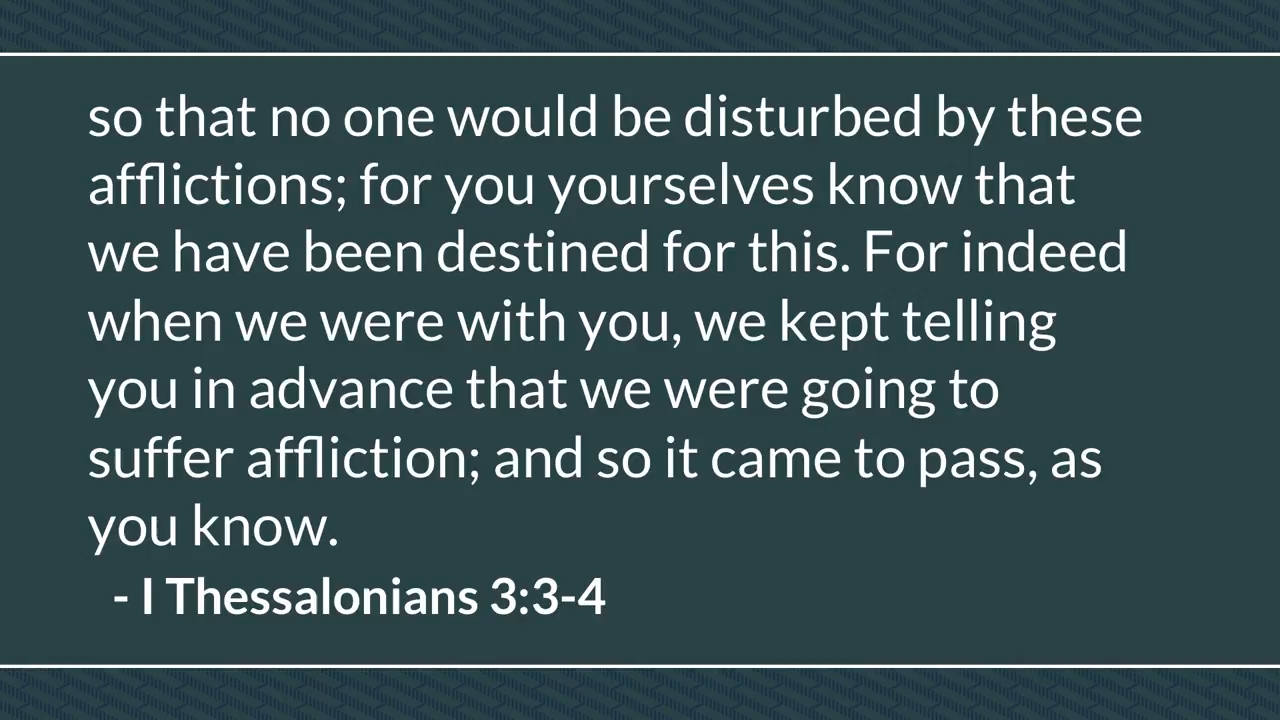 so that no one would be disturbed by these
afflictions; for you yourselves know that
we have been destined for this. For indeed
when we were with you, we kept telling
you in advance that we were going to
suffer affliction; and so it came to pass, as
you know.
- I Thessalonians 3:3-4